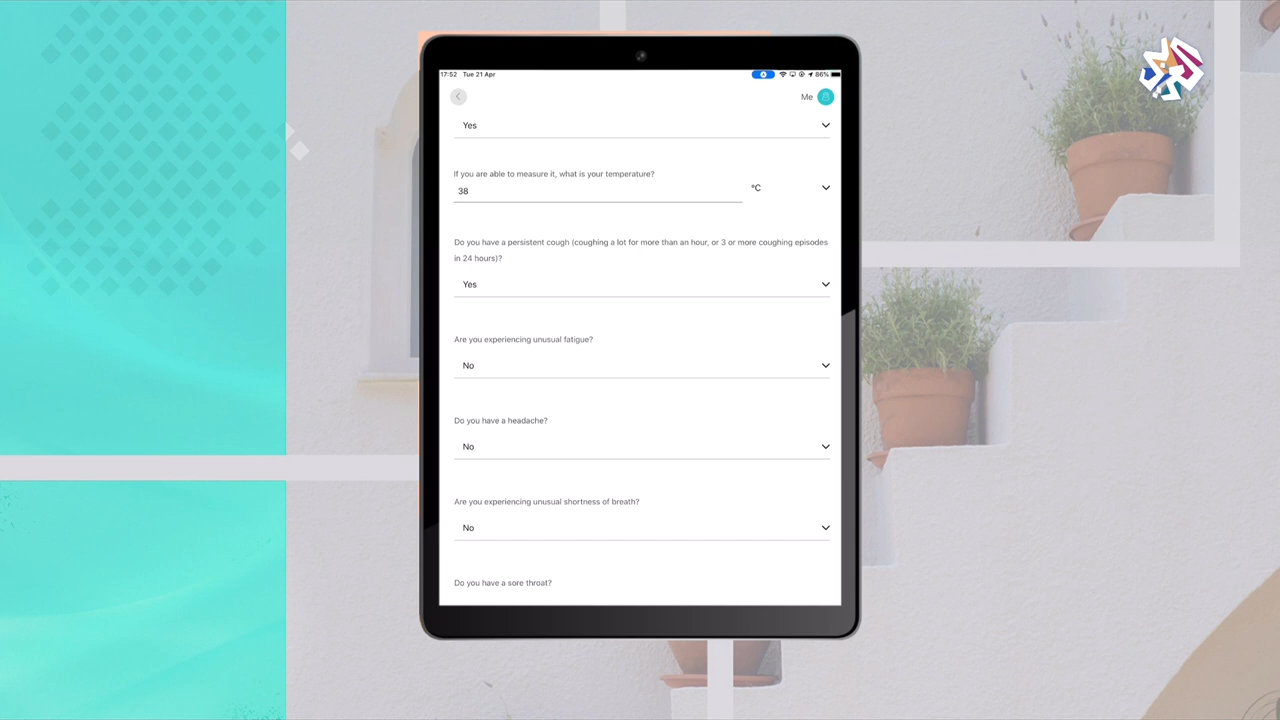 17:52 Tue 21 Apr
86%
Me
Yes
If you are able to measure it, what is your temperature?
38
°C
Do you have a persistent cough (coughing a lot for more than an hour, or 3 or more coughing episodes
in 24 hours)?
Yes
Are you experiencing unusual fatigue?
No
Do you have a headache?
No
Are you experiencing unusual shortness of breath?
No
Do you have a sore throat?